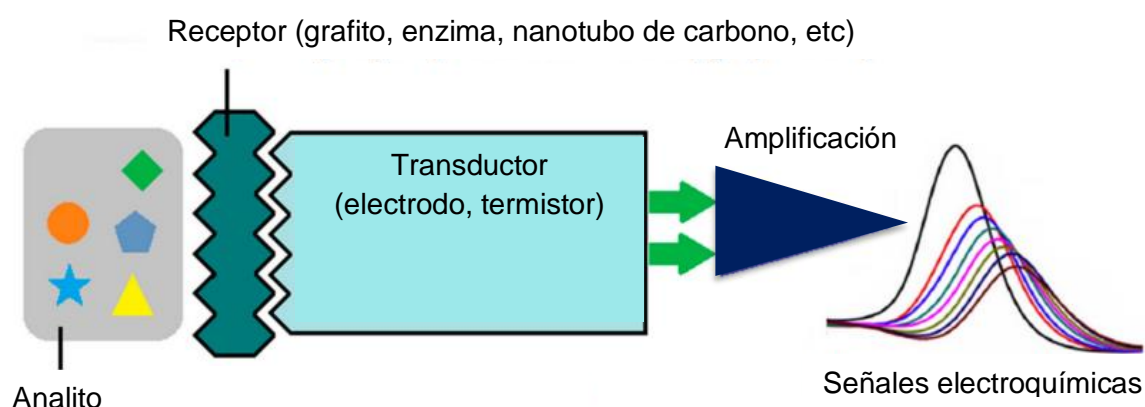 Receptor (grafito, enzima, nanotubo de carbono, etc)
Transductor
(electrodo, termistor)
Amplificación
Analito
Señales electroquímicas